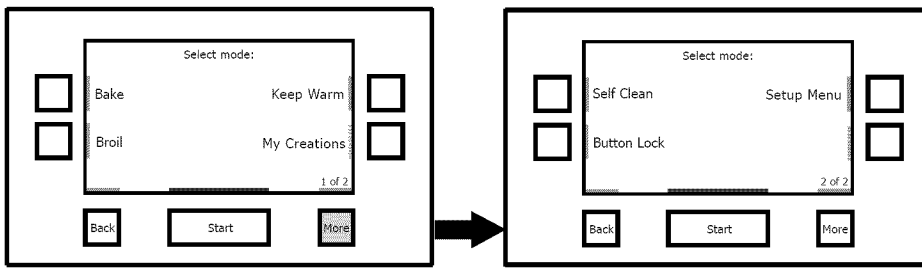 Select mode:
Bake
Keep Warm
Broil
My Creations
1 of 2
Back
Start
More
Select mode:
Self Clean
Setup Menu
Button Lock
2 of 2
Back
Start
More